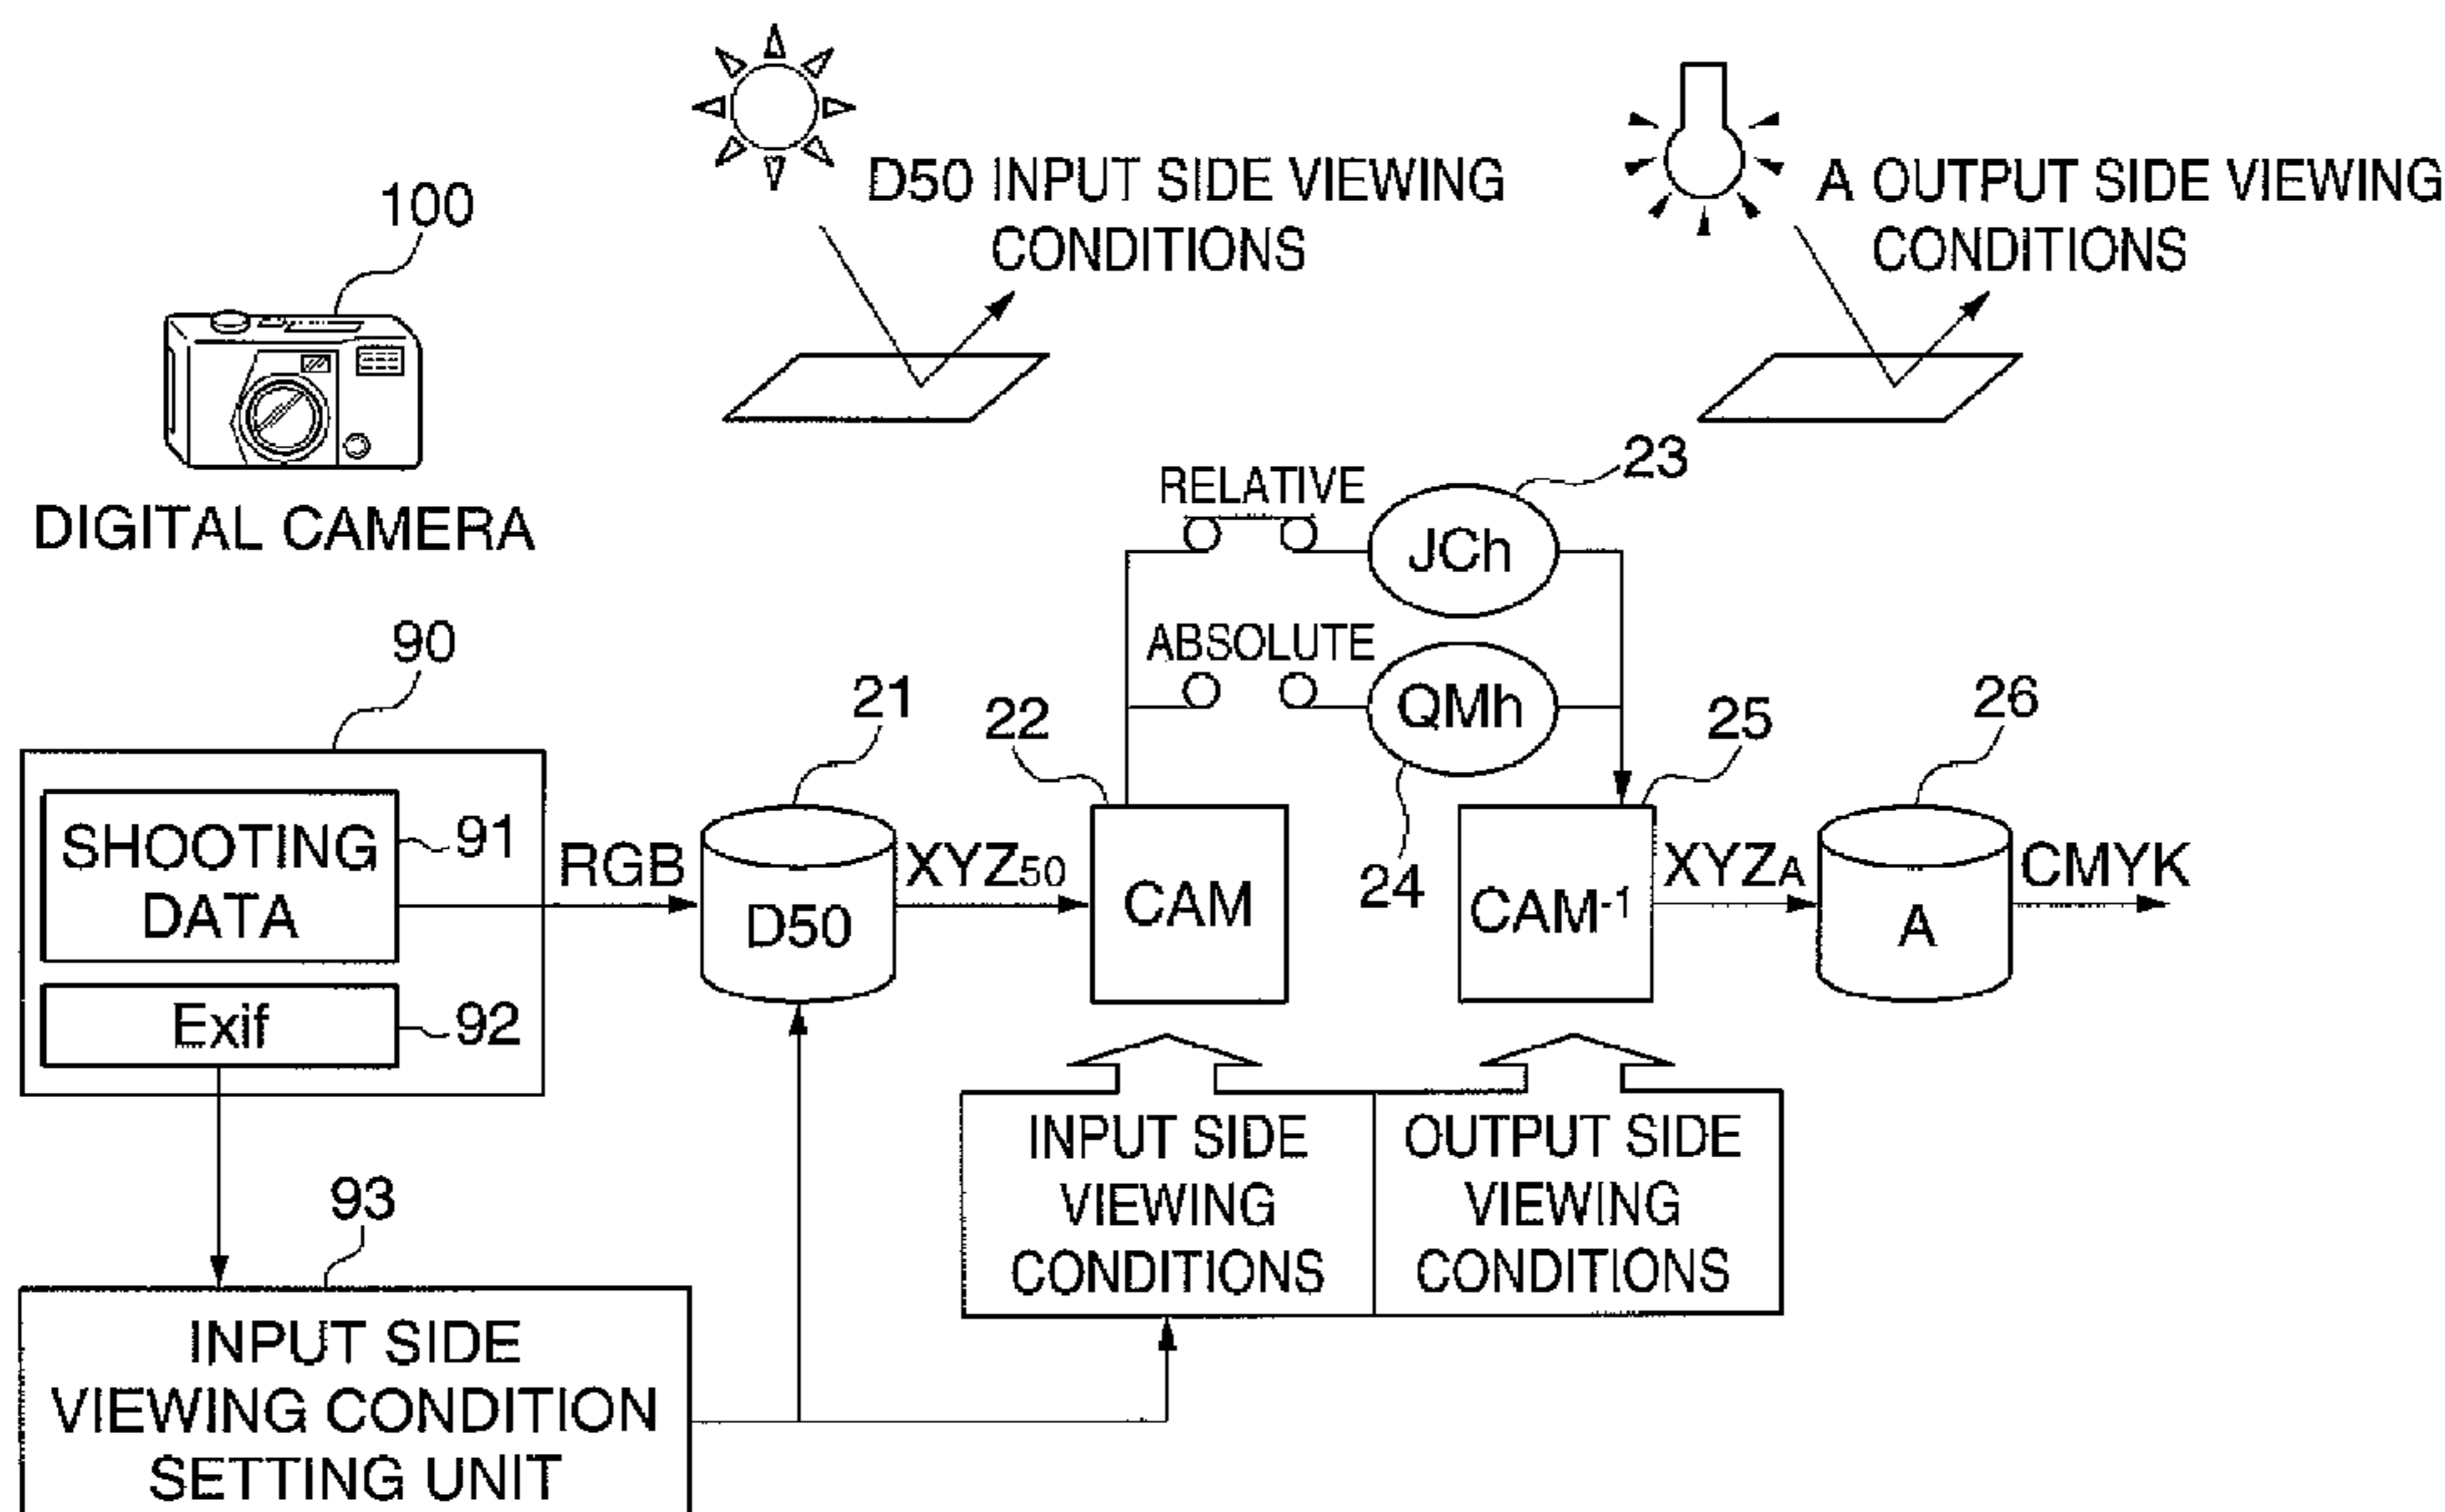 100
DIGITAL CAMERA
D50 INPUT SIDE VIEWING
CONDITIONS
A OUTPUT SIDE VIEWING
CONDITIONS
RELATIVE
JCh
23
ABSOLUTE
QMh
24
90
SHOOTING
DATA
91
Exif
92
RGB
21
D50
XYZ50
22
CAM
25
CAM-1
XYZA
26
A
CMYK
93
INPUT SIDE
VIEWING CONDITION
SETTING UNIT
INPUT SIDE
VIEWING
CONDITIONS
OUTPUT SIDE
VIEWING
CONDITIONS